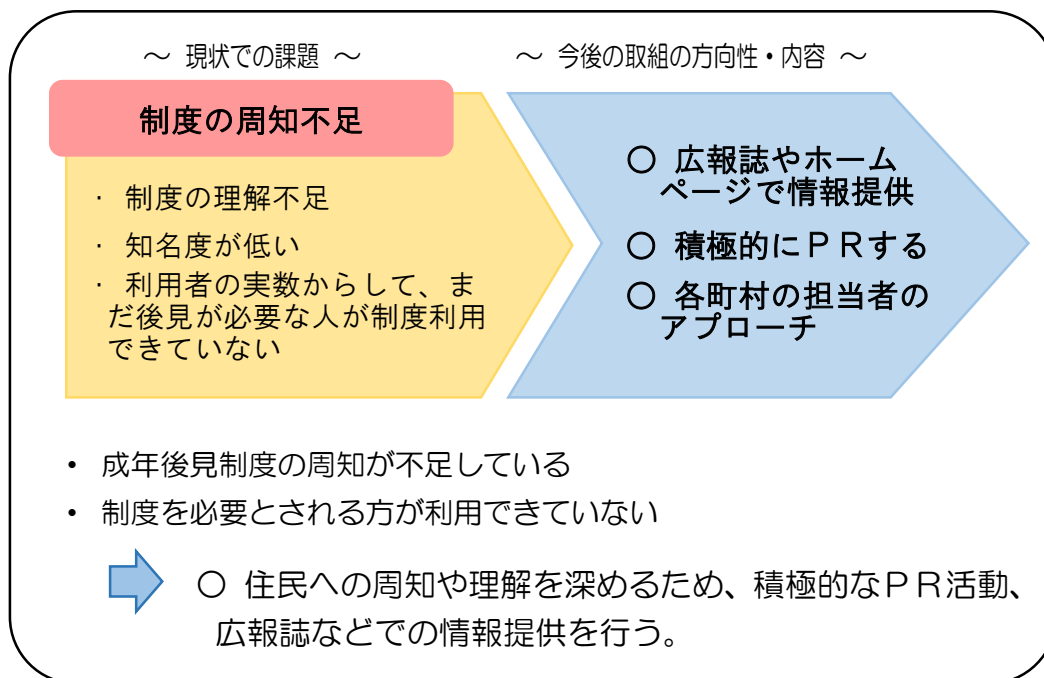 ～ 現状での課題 ～
～ 今後の取組の方向性・内容 ～
制度の周知不足
· 制度の理解不足
· 知名度が低い
· 利用者の実数からして、ま
だ後見が必要な人が制度利用
できていない
○ 広報誌やホーム
ページで情報提供
○ 積極的にＰＲする
○ 各町村の担当者の
アプローチ
・ 成年後見制度の周知が不足している
・ 制度を必要とされる方が利用できていない
○ 住民への周知や理解を深めるため、積極的なＰＲ活動、
広報誌などでの情報提供を行う。